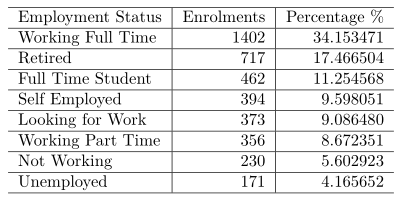 Employment Status Enrolments Percentage %
Working Full Time 1402 34.153471
Retired 717 17.466504
Full Time Student 462 11.254568
Self Employed 394 9.598051
Looking for Work 373 9.086480
Working Part Time 356 8.672351
Not Working 230 5.602923
Unemployed 171 4.165652